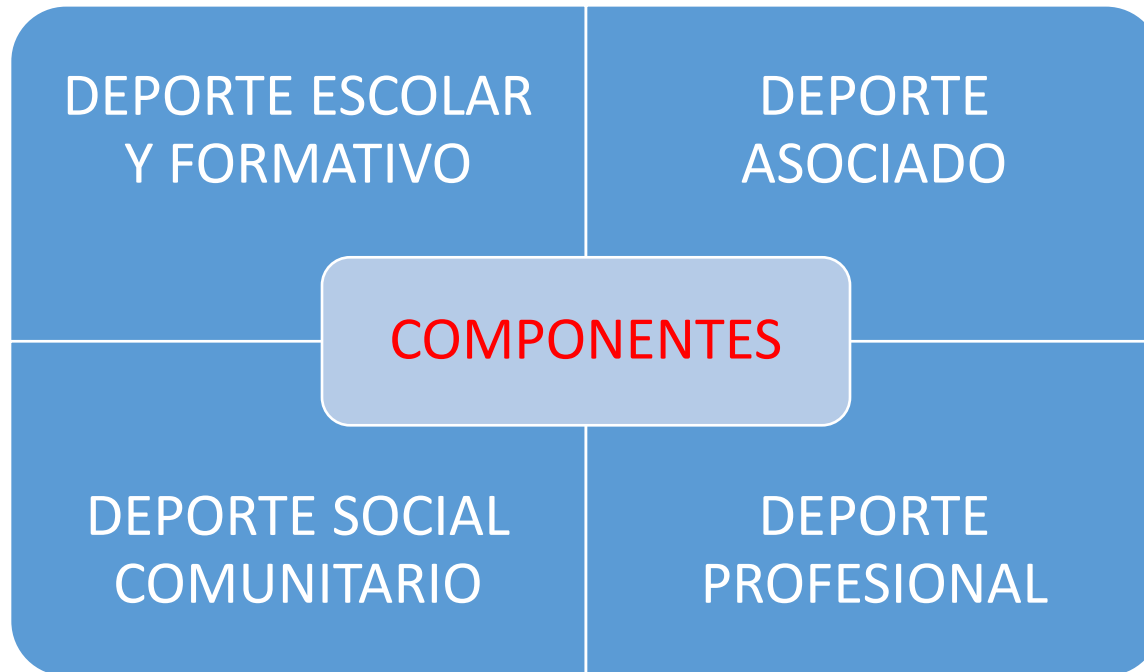 DEPORTE ESCOLAR
Y FORMATIVO
DEPORTE
ASOCIADO
COMPONENTES
DEPORTE SOCIAL
COMUNITARIO
DEPORTE
PROFESIONAL